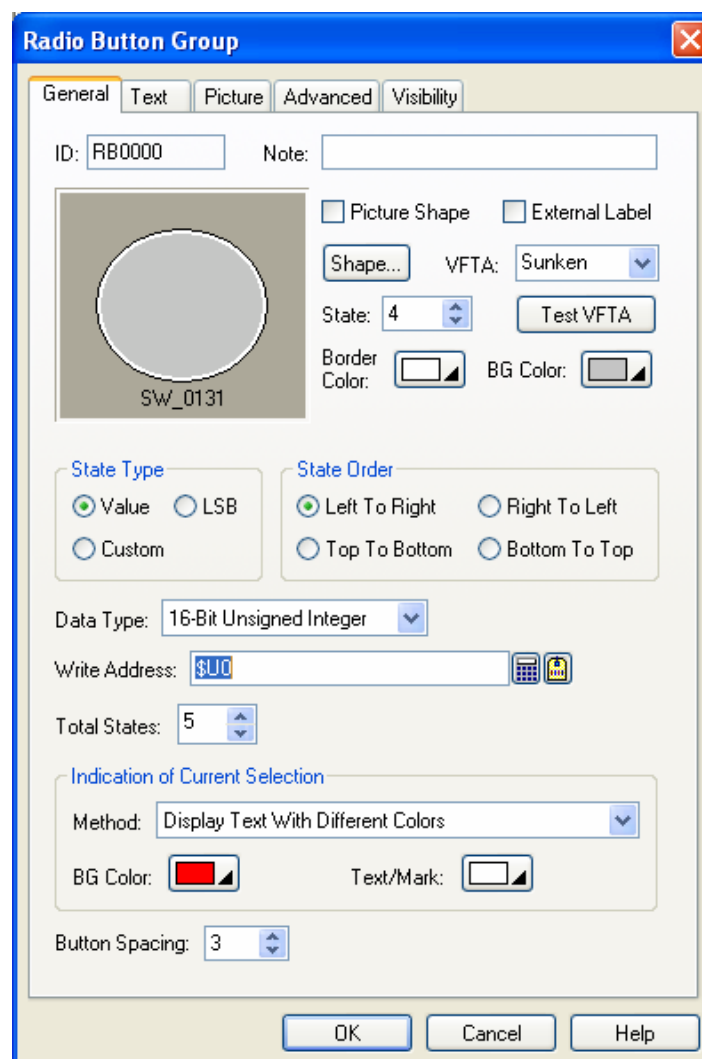 Radio Button Group
General Text Picture Advanced Visibility
ID: RB0000 Note:
Picture Shape External Label
Shape... VFTA: Sunken
State: 4 Test VFTA
Border Color: BG Color:
SW_0131
State Type State Order
Value LSB Left To Right Right To Left
Custom Top To Bottom Bottom To Top
Data Type: 16-Bit Unsigned Integer
Write Address: $U0
Total States: 5
Indication of Current Selection
Method: Display Text With Different Colors
BG Color: Text/Mark:
Button Spacing: 3
OK Cancel Help